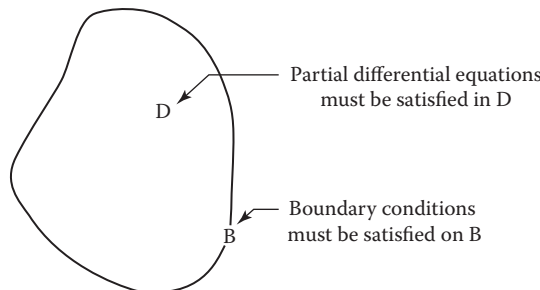 Partial differential equations
must be satisfied in D
D
Boundary conditions
must be satisfied on B
B